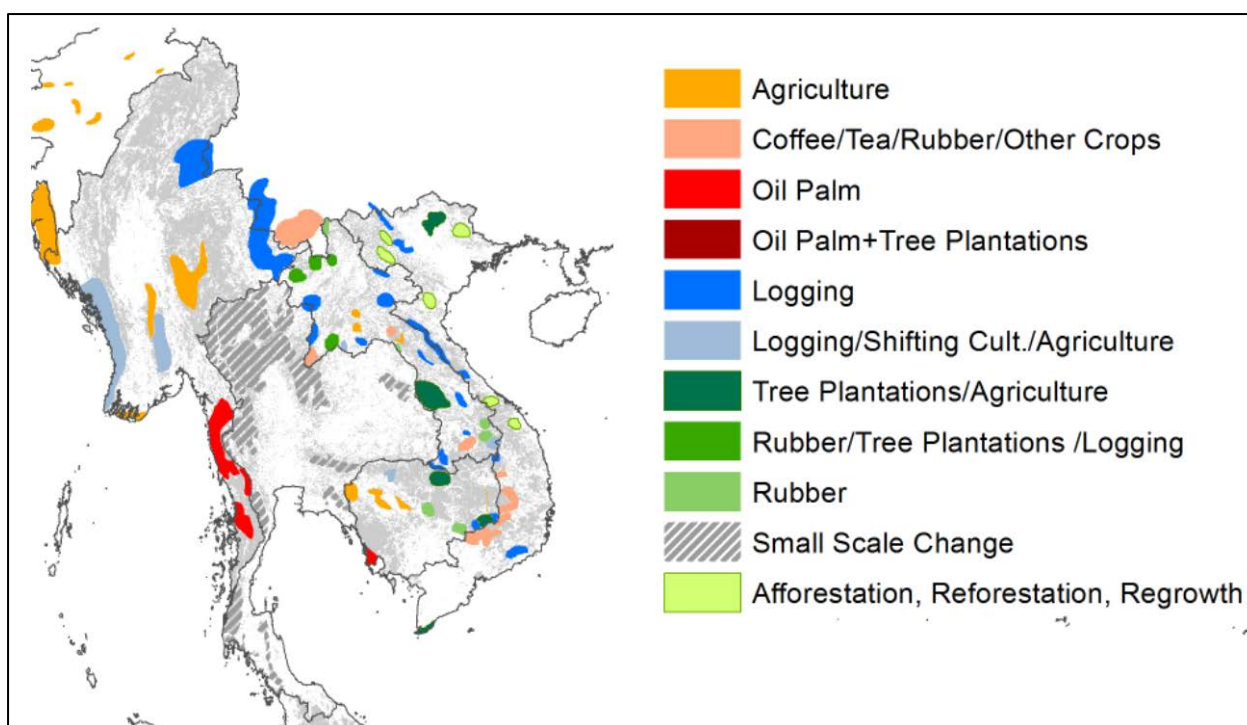 Agriculture
Coffee/Tea/Rubber/Other Crops
Oil Palm
Oil Palm+Tree Plantations
Logging
Logging/Shifting Cult./Agriculture
Tree Plantations/Agriculture
Rubber/Tree Plantations /Logging
Rubber
Small Scale Change
Afforestation, Reforestation, Regrowth